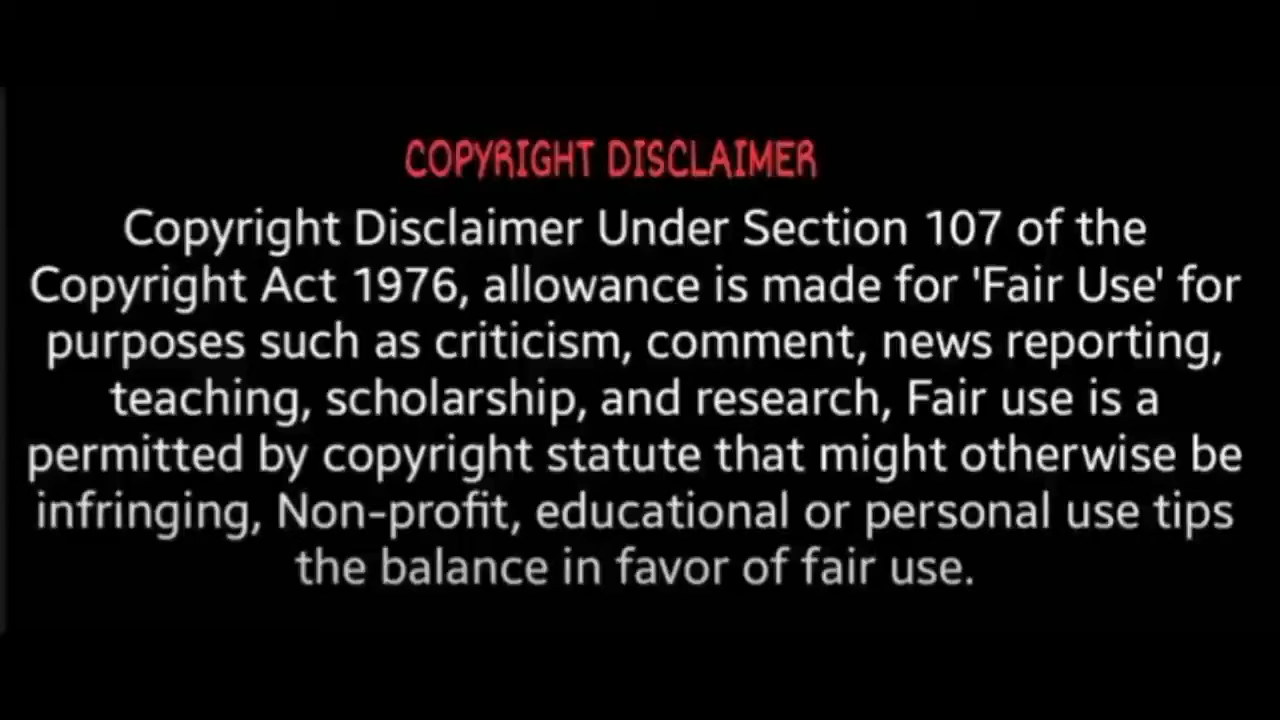 COPYRIGHT DISCLAIMER
Copyright Disclaimer Under Section 107 of the
Copyright Act 1976, allowance is made for 'Fair Use' for
purposes such as criticism, comment, news reporting,
teaching, scholarship, and research, Fair use is a
permitted by copyright statute that might otherwise be
infringing, Non-profit, educational or personal use tips
the balance in favor of fair use.